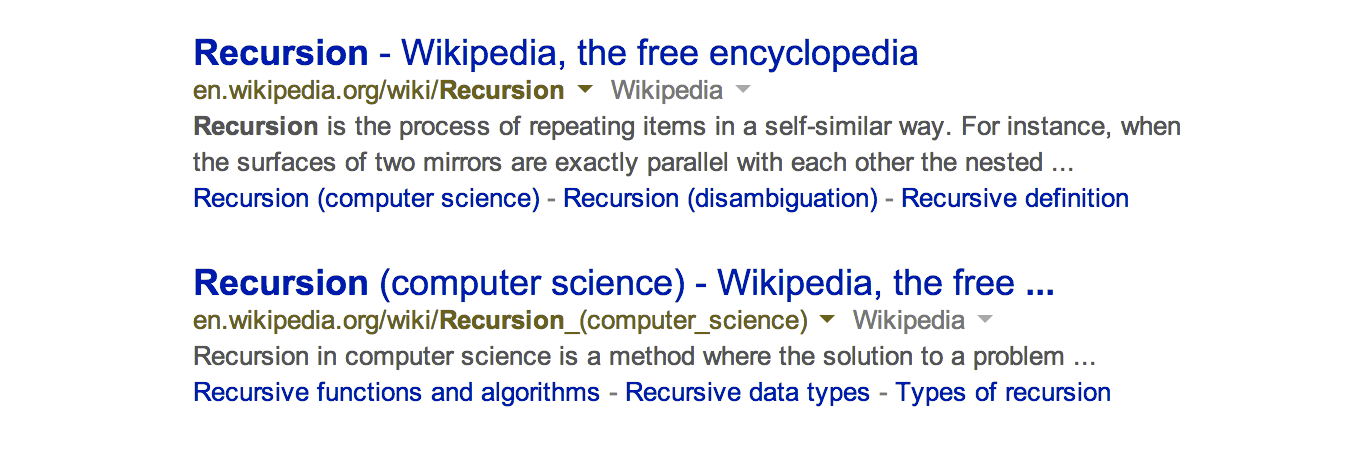 Recursion - Wikipedia, the free encyclopedia
en.wikipedia.org/wiki/Recursion Wikipedia
Recursion is the process of repeating items in a self-similar way. For instance, when
the surfaces of two mirrors are exactly parallel with each other the nested ...
Recursion (computer science) - Recursion (disambiguation) - Recursive definition
Recursion (computer science) - Wikipedia, the free ...
en.wikipedia.org/wiki/Recursion_(computer_science) Wikipedia
Recursion in computer science is a method where the solution to a problem ...
Recursive functions and algorithms - Recursive data types - Types of recursion